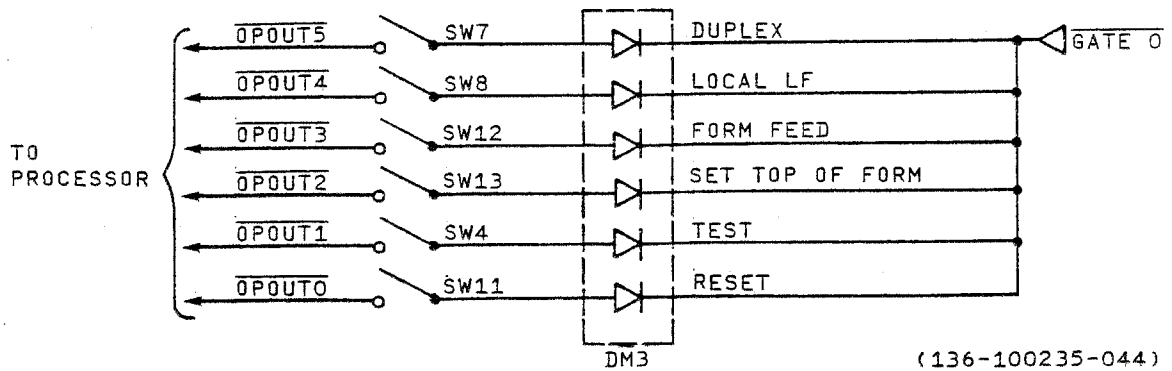 OPOUT5 SW7 DUPLEX GATE 0
OPOUT4 SW8 LOCAL LF
OPOUT3 SW12 FORM FEED
TO
PROCESSOR
OPOUT2 SW13 SET TOP OF FORM
OPOUT1 SW4 TEST
OPOUT0 SW11 RESET
DM3 (136-100235-044)